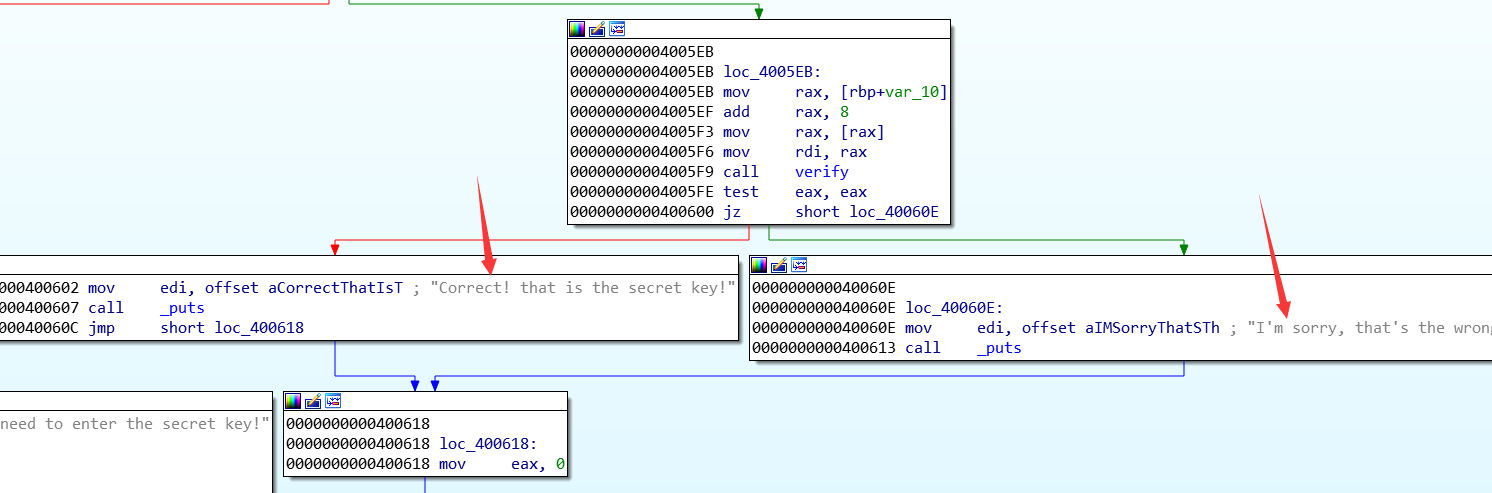 00000000004005EB
00000000004005EB loc_4005EB:
00000000004005EB mov rax, [rbp+var_10]
00000000004005EF add rax, 8
00000000004005F3 mov rax, [rax]
00000000004005F6 mov rdi, rax
00000000004005F9 call verify
00000000004005FE test eax, eax
0000000000400600 jz short loc_40060E
000400602 mov edi, offset aCorrectThatIsT ; "Correct! that is the secret key!"
000400607 call _puts
00040060C jmp short loc_400618
000000000040060E
000000000040060E loc_40060E:
000000000040060E mov edi, offset aIMSorryThatSTh ; "I'm sorry, that's the wrong
0000000000400613 call _puts
need to enter the secret key!"
0000000000400618
0000000000400618 loc_400618:
0000000000400618 mov eax, 0